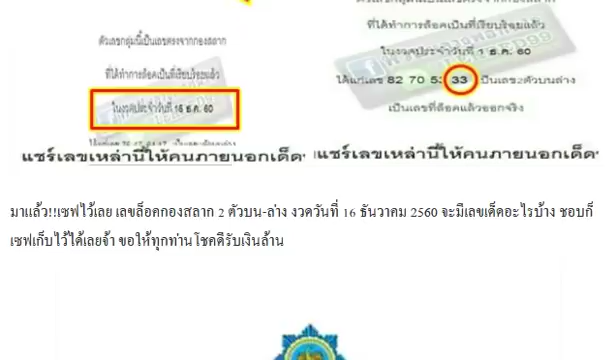 ตัวเลขกลุ่มนี้เป็นเลขตรงจากกองสลาก
ที่ได้ทำการล็อคเป็นที่เรียบร้อยแล้ว
ในงวดประจำวันที่ 16 ธ.ค. 60
แชร์เลขเหล่านี้ให้คนภายนอกเด็ด
ที่ได้ทำการล็อคเป็นที่เรียบร้อยแล้ว
ในงวดประจำวันที่ 1 ธ.ค. 60
ได้แก่เลข 82 70 5 33 เป็นเลข2ตัวบนล่าง
เป็นเลขที่ล็อคแล้วออกจริง
แชร์เลขเหล่านี้ให้คนภายนอกเด็ด
มาแล้ว!!เซฟไว้เลย เลขล็อคกองสลาก 2 ตัวบน-ล่าง งวดวันที่ 16 ธันวาคม 2560 จะมีเลขเด็ดอะไรบ้าง ชอบก็
เซฟเก็บไว้ได้เลยจ้า ขอให้ทุกท่านโชคดีรับเงินล้าน